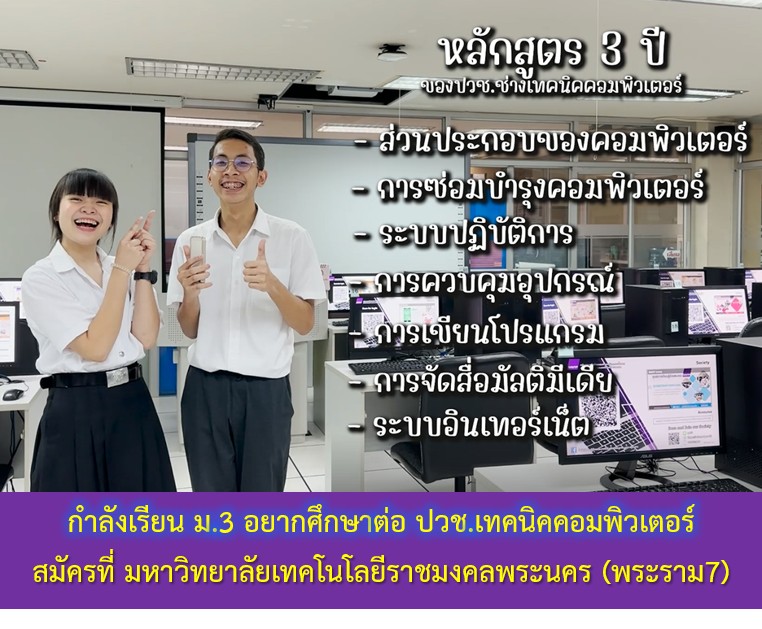 หลักสูตร 3 ปี
ของปวช.ช่างเทคนิคคอมพิวเตอร์
- ส่วนประกอบของคอมพิวเตอร์
- การซ่อมบำรุงคอมพิวเตอร์
- ระบบปฏิบัติการ
- การควบคุมอุปกรณ์
- การเขียนโปรแกรม
- การจัดสื่อมัลติมีเดีย
- ระบบอินเทอร์เน็ต
กำลังเรียน ม.3 อยากศึกษาต่อ ปวช.เทคนิคคอมพิวเตอร์
สมัครที่ มหาวิทยาลัยเทคโนโลยีราชมงคลพระนคร (พระราม7)